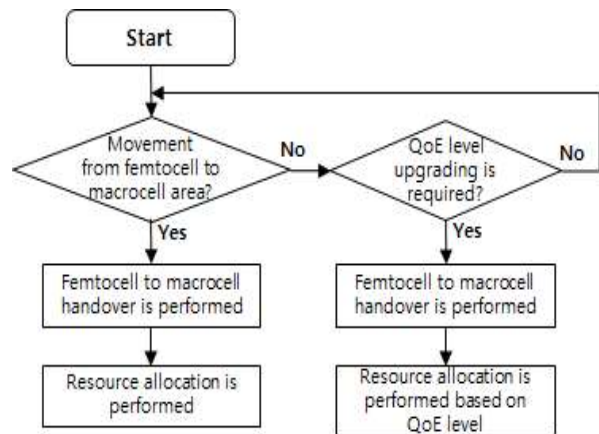 Start
Movement
from femtocell to
macrocell area?
No
QoE level
upgrading is
required?
No
Yes
Yes
Femtocell to macrocell
handover is performed
Femtocell to macrocell
handover is performed
Resource allocation is
performed
Resource allocation is
performed based on
QoE level